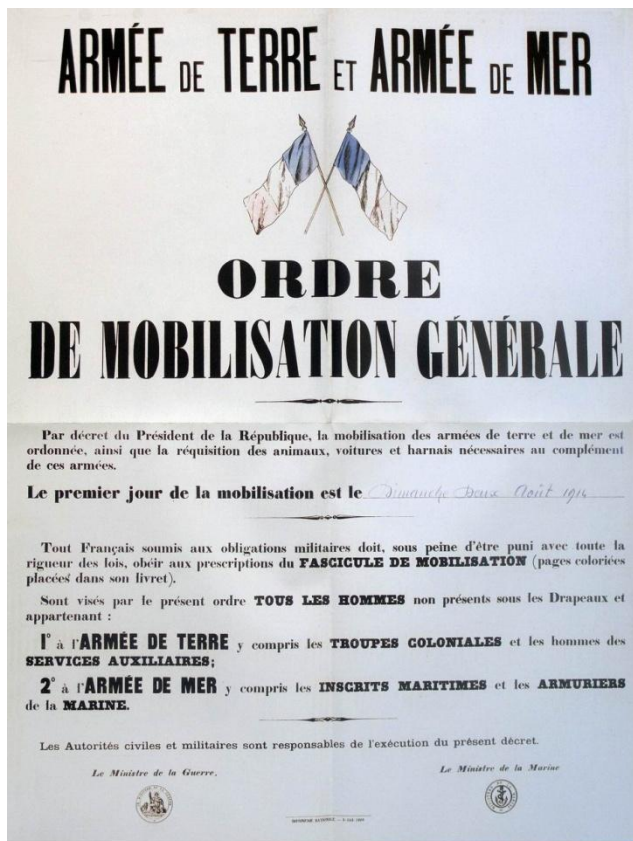 ARMÉE DE TERRE ET ARMÉE DE MER
ORDRE
DE MOBILISATION GÉNÉRALE
Par décret du Président de la République, la mobilisation des armées de terre et de mer est
ordonnée, ainsi que la réquisition des animaux, voitures et harnais nécessaires au complément
de ces armées.
Le premier jour de la mobilisation est le Dimanche Deux Août 1914
Tout Français soumis aux obligations militaires doit, sous peine d'être puni avec toute la
rigueur des lois, obéir aux prescriptions du FASCICULE DE MOBILISATION (pages coloriées
placées dans son livret).
Sont visés par le présent ordre TOUS LES HOMMES non présents sous les Drapeaux et
appartenant :
1° à l'ARMÉE DE TERRE y compris les TROUPES COLONIALES et les hommes des
SERVICES AUXILIAIRES;
2° à l'ARMÉE DE MER y compris les INSCRITS MARITIMES et les ARMURIERS
de la MARINE.
Les Autorités civiles et militaires sont responsables de l'exécution du présent décret.
Le Ministre de la Guerre,
Le Ministre de la Marine